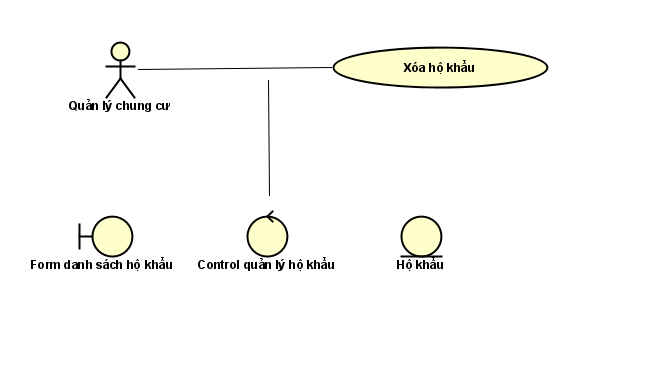 Xóa hộ khẩu
Quản lý chung cư
Form danh sách hộ khẩu
Control quản lý hộ khẩu
Hộ khẩu